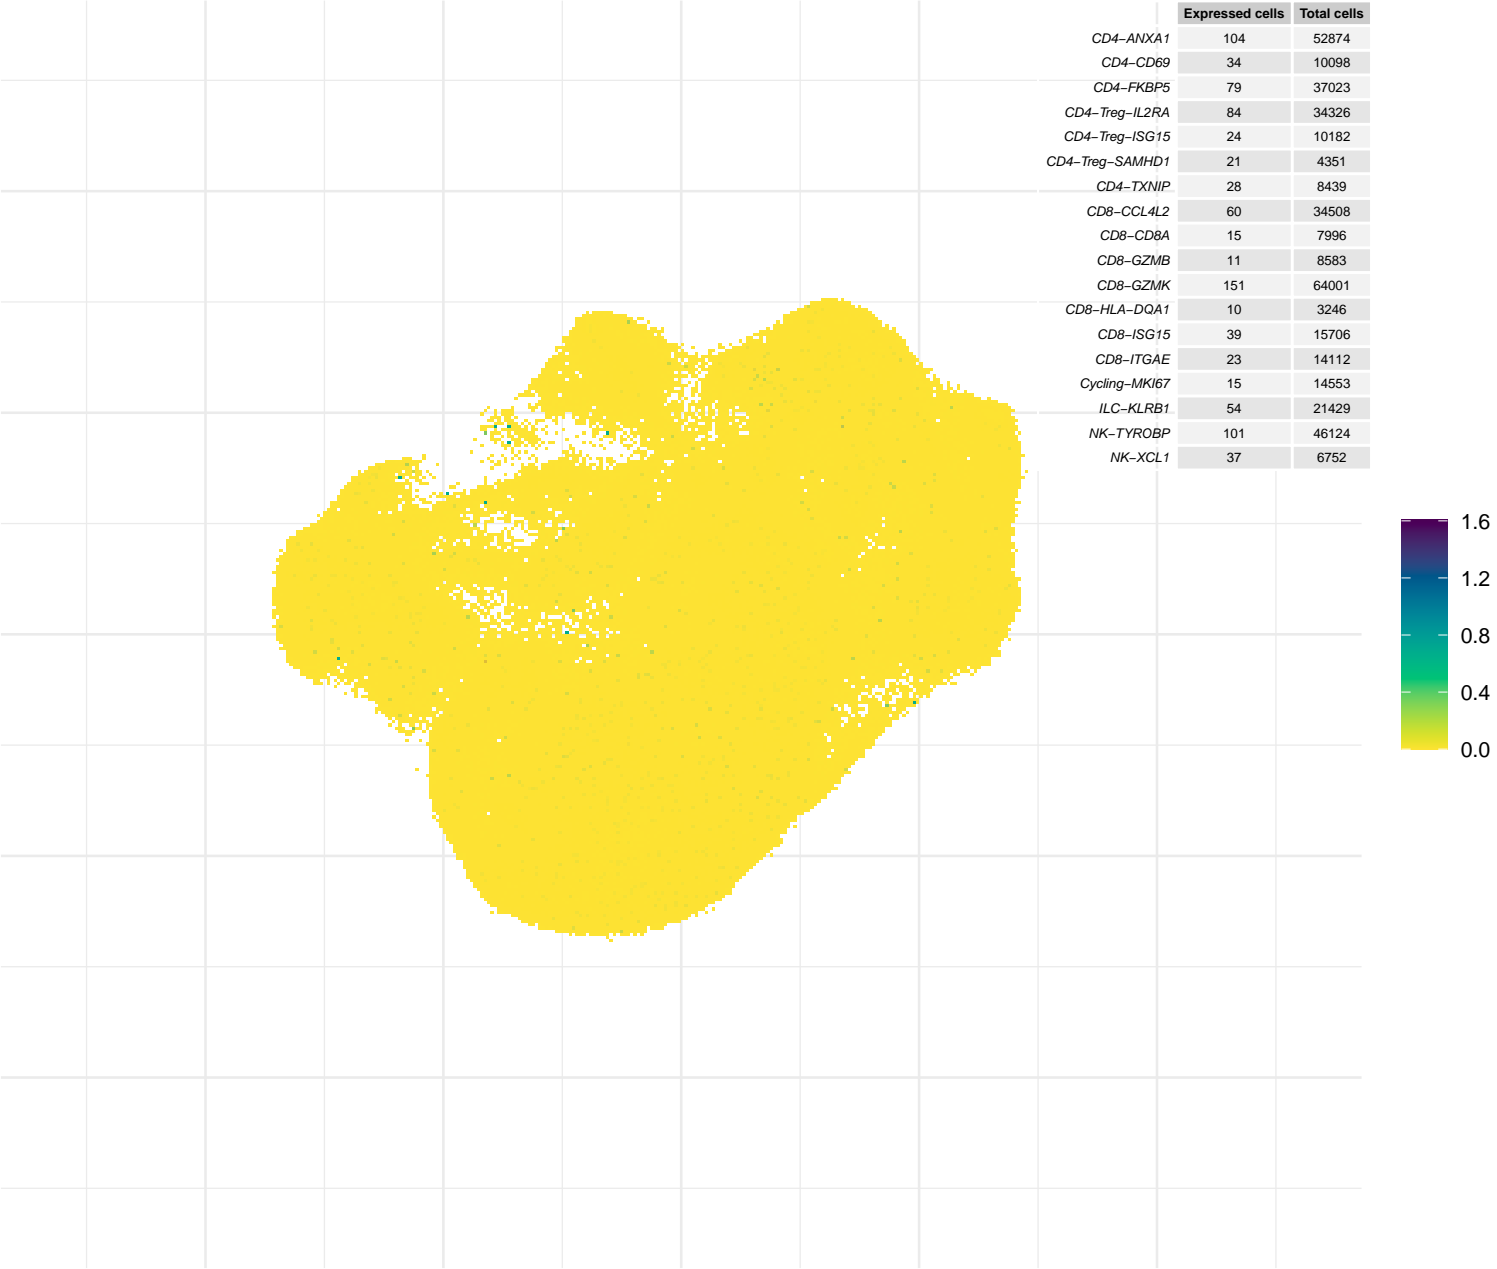 Expressed cells Total cells
CD4−ANXA1 104 52874
CD4−CD69 34 10098
CD4−FKBP5 79 37023
CD4−Treg−IL2RA 84 34326
CD4−Treg−ISG15 24 10182
CD4−Treg−SAMHD1 21 4351
CD4−TXNIP 28 8439
CD8−CCL4L2 60 34508
CD8−CD8A 15 7996
CD8−GZMB 11 8583
CD8−GZMK 151 64001
CD8−HLA−DQA1 10 3246
CD8−ISG15 39 15706
CD8−ITGAE 23 14112
Cycling−MKI67 15 14553
ILC−KLRB1 54 21429
NK−TYROBP 101 46124
NK−XCL1 37 6752
1.6
1.2
0.8
0.4
0.0